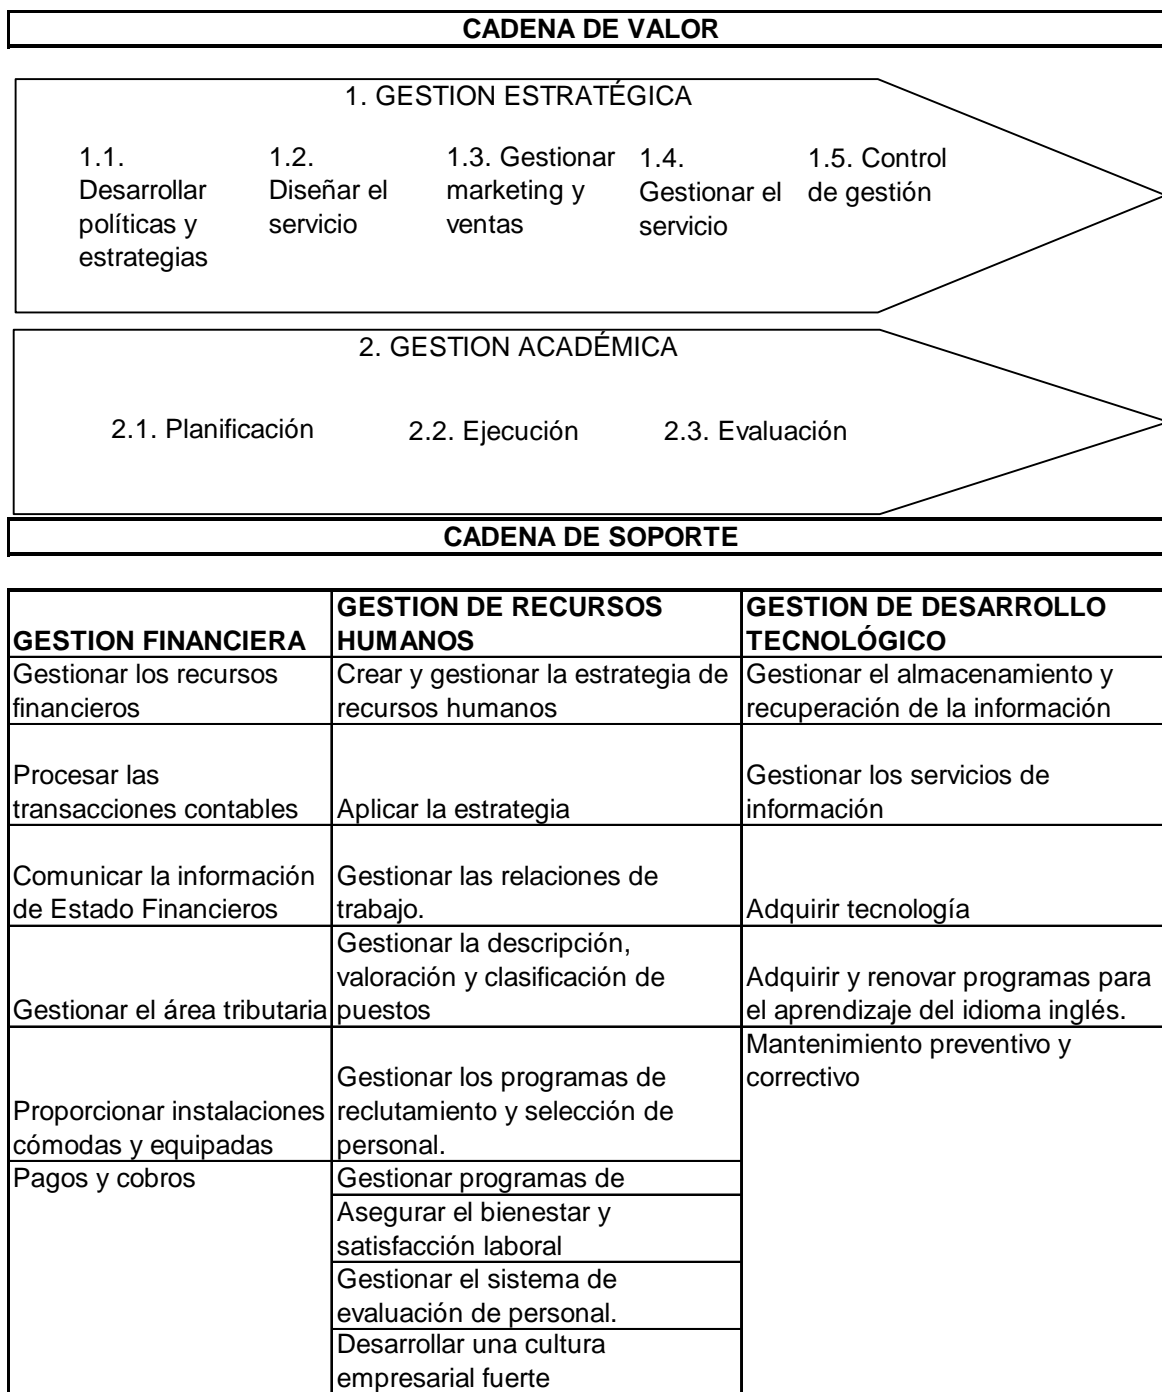 CADENA DE VALOR
1. GESTION ESTRATÉGICA
1.1.
Desarrollar
políticas y
estrategias
1.2.
Diseñar el
servicio
1.3. Gestionar
marketing y
ventas
1.4.
Gestionar el
servicio
1.5. Control
de gestión
2. GESTION ACADÉMICA
2.1. Planificación
2.2. Ejecución
2.3. Evaluación
CADENA DE SOPORTE
GESTION FINANCIERA
GESTION DE RECURSOS
HUMANOS
GESTION DE DESARROLLO
TECNOLÓGICO
Gestionar los recursos
financieros
Crear y gestionar la estrategia de
recursos humanos
Gestionar el almacenamiento y
recuperación de la información
Procesar las
transacciones contables
Aplicar la estrategia
Gestionar los servicios de
información
Comunicar la información
de Estado Financieros
Gestionar las relaciones de
trabajo.
Adquirir tecnología
Gestionar el área tributaria
Gestionar la descripción,
valoración y clasificación de
puestos
Adquirir y renovar programas para
el aprendizaje del idioma inglés.
Proporcionar instalaciones
cómodas y equipadas
Gestionar los programas de
reclutamiento y selección de
personal.
Mantenimiento preventivo y
correctivo
Pagos y cobros
Gestionar programas de
Asegurar el bienestar y
satisfacción laboral
Gestionar el sistema de
evaluación de personal.
Desarrollar una cultura
empresarial fuerte